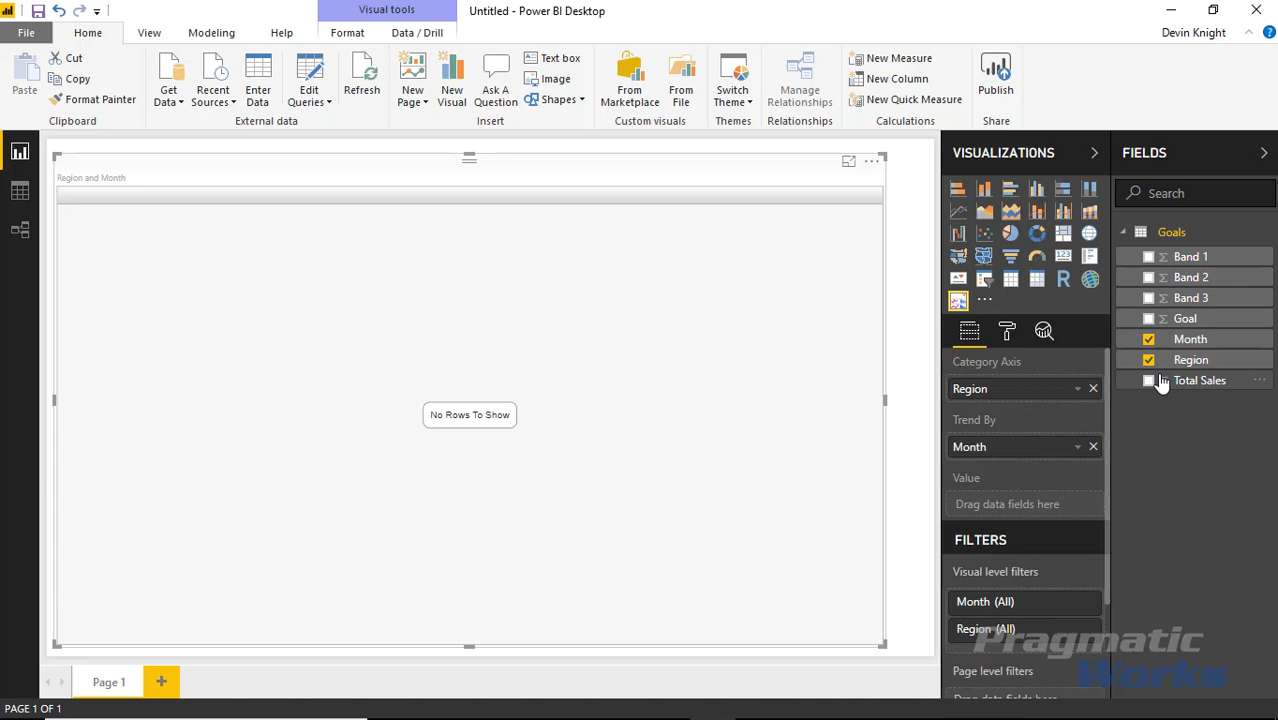 Visual tools
Untitled - Power BI Desktop
File
Home
View
Modeling
Help
Format
Data / Drill
Devin Knight
Paste
Cut
Copy
Format Painter
Clipboard
Get Data
Recent Sources
Enter Data
Edit Queries
External data
Refresh
New Page
New Visual
Ask A Question
Text box
Image
Shapes
Insert
From Marketplace
From File
Custom visuals
Switch Theme
Themes
Manage Relationships
Relationships
New Measure
New Column
New Quick Measure
Calculations
Publish
Share
Region and Month
No Rows To Show
VISUALIZATIONS
123
R
Category Axis
Region
Trend By
Month
Value
Drag data fields here
FILTERS
Visual level filters
Month (All)
Region (All)
Page level filters
Drag data fields here
FIELDS
Search
Goals
Band 1
Band 2
Band 3
Goal
Month
Region
Total Sales
Pragmatic
Works
Page 1
PAGE 1 OF 1